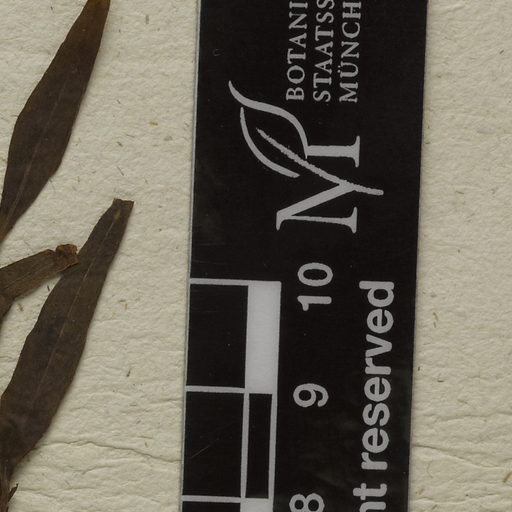 BOTANI
STAATSS
MÜNCH
M
10
9
8
nt reserved